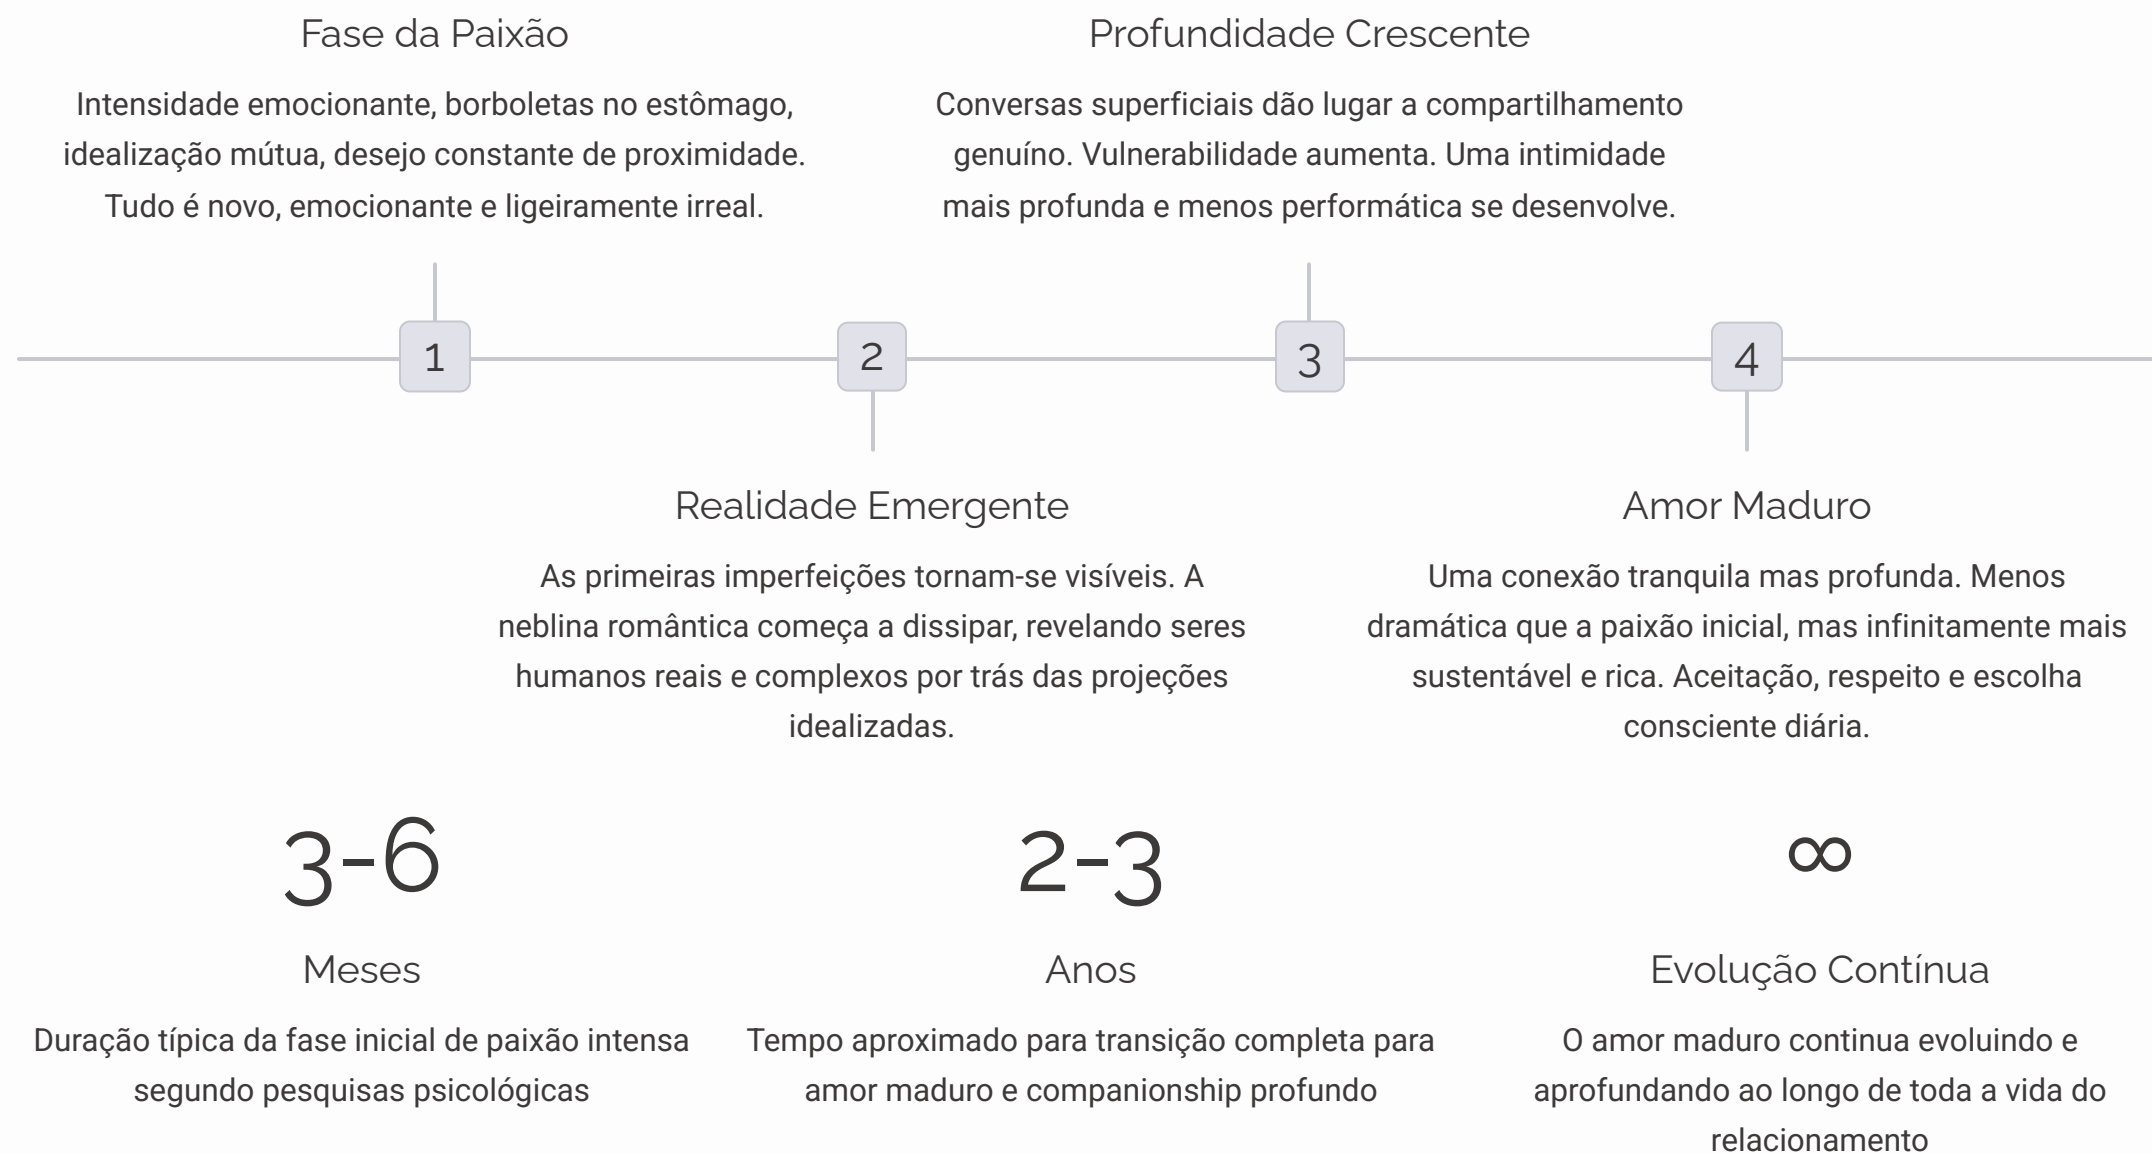 Fase da Paixão
Intensidade emocionante, borboletas no estômago,
idealização mútua, desejo constante de proximidade.
Tudo é novo, emocionante e ligeiramente irreal.
Profundidade Crescente
Conversas superficiais dão lugar a compartilhamento
genuíno. Vulnerabilidade aumenta. Uma intimidade
mais profunda e menos performática se desenvolve.
1
2
3
4
Realidade Emergente
As primeiras imperfeições tornam-se visíveis. A
neblina romântica começa a dissipar, revelando seres
humanos reais e complexos por trás das projeções
idealizadas.
Amor Maduro
Uma conexão tranquila mas profunda. Menos
dramática que a paixão inicial, mas infinitamente mais
sustentável e rica. Aceitação, respeito e escolha
consciente diária.
3-6
Meses
Duração típica da fase inicial de paixão intensa
segundo pesquisas psicológicas
2-3
Anos
Tempo aproximado para transição completa para
amor maduro e companionship profundo
∞
Evolução Contínua
O amor maduro continua evoluindo e
aprofundando ao longo de toda a vida do
relacionamento